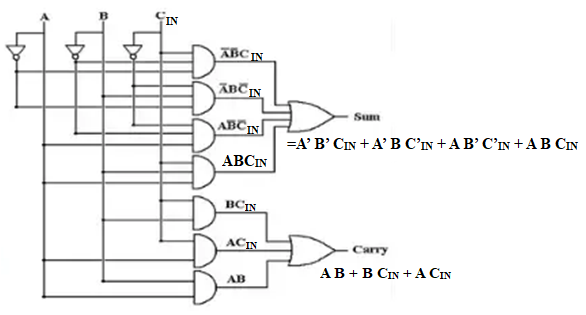 A B CIN
A̅B̅CIN
A̅BC̅IN
Sum
AB̅C̅IN
=A’ B’ CIN + A’ B C’IN + A B’ C’IN + A B CIN
ABCIN
BCIN
ACIN
Carry
AB
A B + B CIN + A CIN